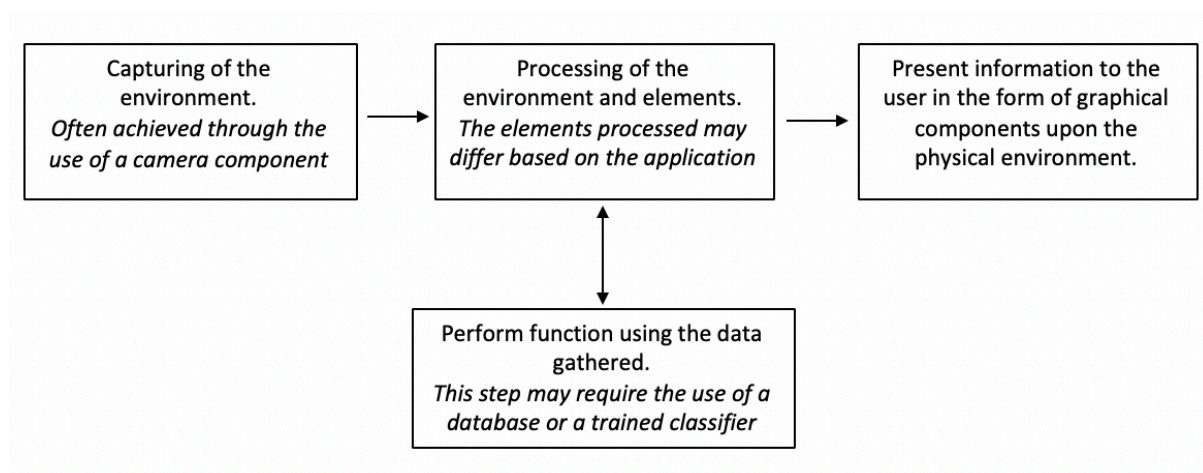 Capturing of the
environment.
Often achieved through the
use of a camera component
Processing of the
environment and elements.
The elements processed may
differ based on the application
Present information to the
user in the form of graphical
components upon the
physical environment.
Perform function using the data
gathered.
This step may require the use of a
database or a trained classifier